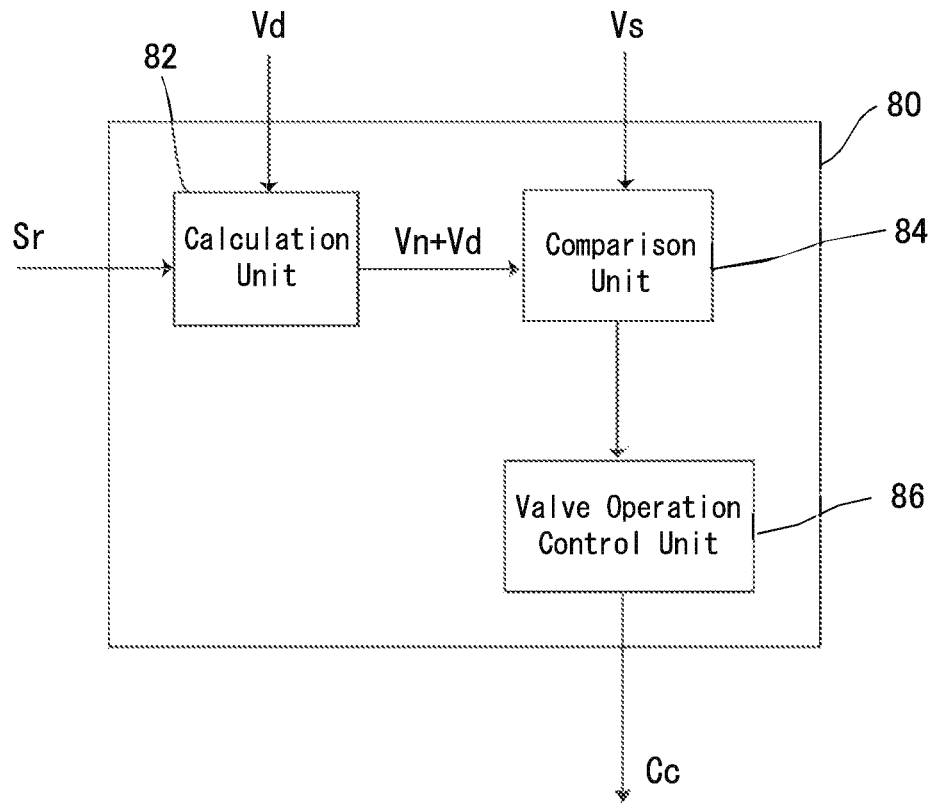 Vd
Vs
82
80
Sr
Calculation
Unit
Vn+Vd
Comparison
Unit
84
Valve Operation
Control Unit
86
Cc